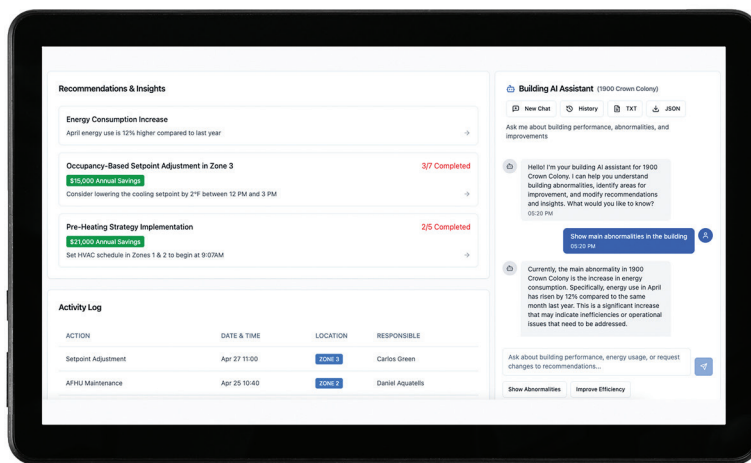 Recommendations & Insights
Energy Consumption Increase
April energy use is 12% higher compared to last year
Occupancy-Based Setpoint Adjustment in Zone 3
3/7 Completed
$15,000 Annual Savings
Consider lowering the cooling setpoint by 2°F between 12 PM and 3 PM
Pre-Heating Strategy Implementation
2/5 Completed
$21,000 Annual Savings
Set HVAC schedule in Zones 1 & 2 to begin at 9:07AM
Activity Log
ACTION DATE & TIME LOCATION RESPONSIBLE
Setpoint Adjustment Apr 27 11:00 ZONE 3 Carlos Green
AFHU Maintenance Apr 25 10:40 ZONE 2 Daniel Aquatells
Building AI Assistant (1900 Crown Colony)
New Chat History TXT JSON
Ask me about building performance, abnormalities, and
improvements
Hello! I'm your building AI assistant for 1900
Crown Colony. I can help you understand
building abnormalities, identify areas for
improvement, and modify recommendations
and insights. What would you like to know?
05:20 PM
Show main abnormalities in the building
05:20 PM
Currently, the main abnormality in 1900
Crown Colony is the increase in energy
consumption. Specifically, energy use in April
has risen by 12% compared to the same
month last year. This is a significant increase
that may indicate inefficiencies or operational
issues that need to be addressed.
Ask about building performance, energy usage, or request
changes to recommendations...
Show Abnormalities Improve Efficiency